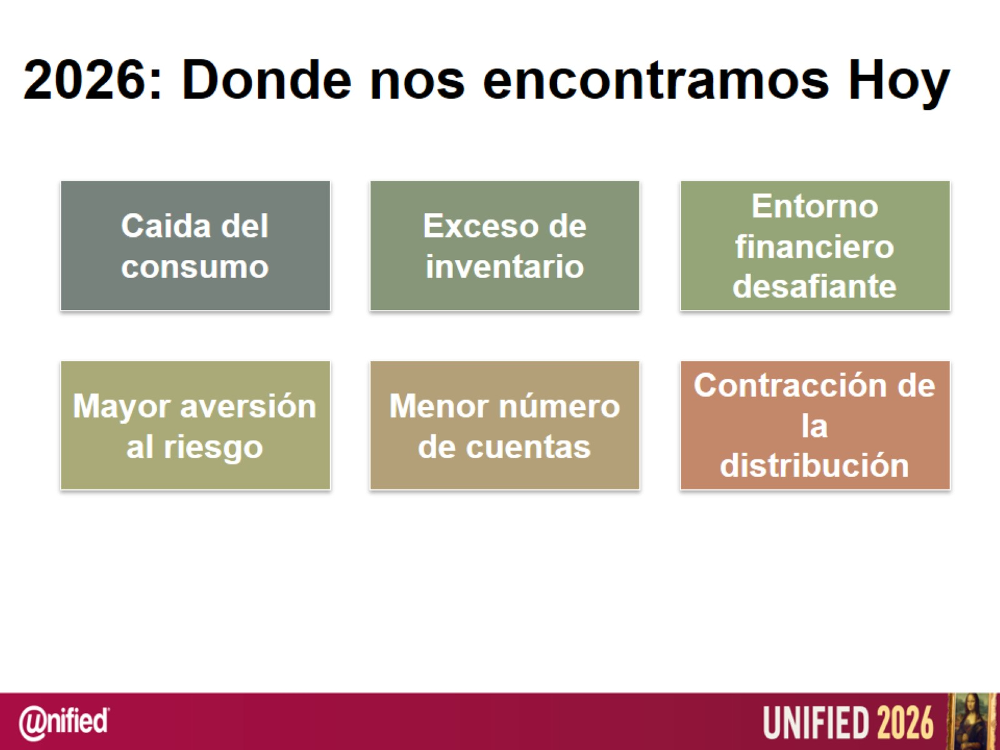 2026: Donde nos encontramos Hoy
Caida del
consumo
Exceso de
inventario
Entorno
financiero
desafiante
Mayor aversión
al riesgo
Menor número
de cuentas
Contracción de
la
distribución
@unified
UNIFIED 2026